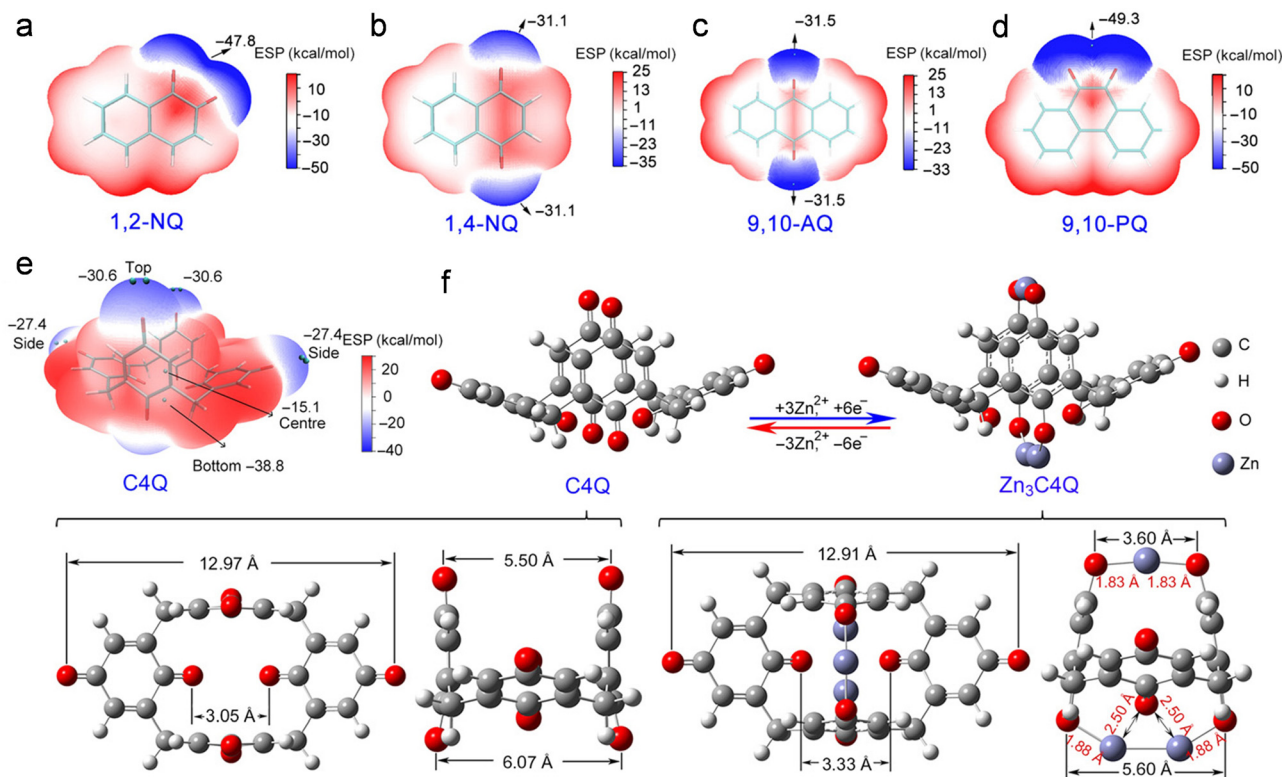 a
−47.8
ESP (kcal/mol)
10
−10
−30
−50
1,2-NQ
b
−31.1
ESP (kcal/mol)
25
13
1
−11
−23
−35
−31.1
1,4-NQ
c
−31.5
ESP (kcal/mol)
25
13
1
−11
−23
−33
−31.5
9,10-AQ
d
−49.3
ESP (kcal/mol)
10
−10
−30
−50
9,10-PQ
e
−30.6
Top
−30.6
−27.4
Side
−27.4
Side
ESP (kcal/mol)
20
0
−20
−40
−15.1
Centre
Bottom −38.8
C4Q
f
+3Zn,²⁺ +6e⁻
−3Zn,²⁺ −6e⁻
C4Q
Zn₃C4Q
C
H
O
Zn
12.97 Å
3.05 Å
5.50 Å
6.07 Å
12.91 Å
3.33 Å
3.60 Å
1.83 Å 1.83 Å
2.50 Å
2.50 Å
1.88 Å
1.88 Å
5.60 Å